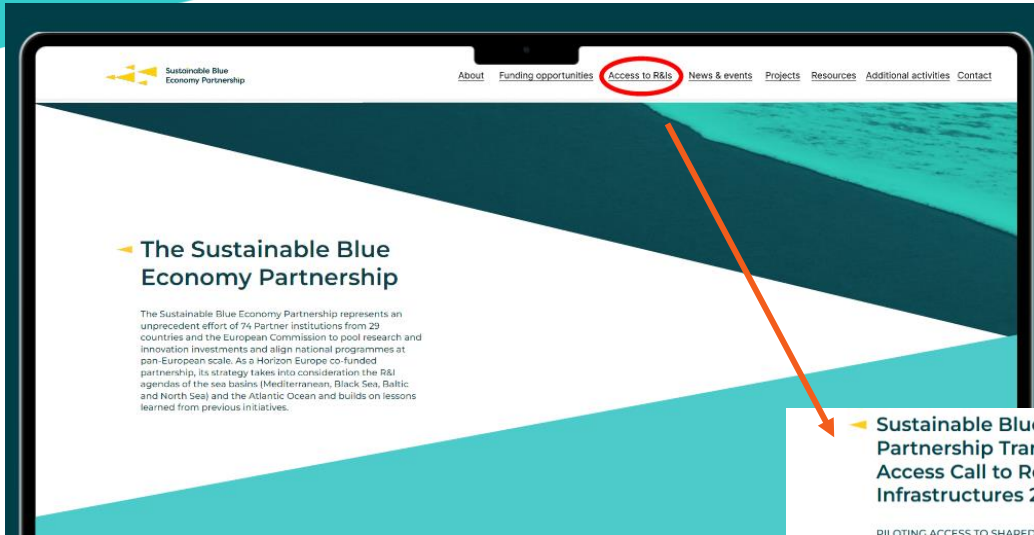 Sustainable Blue
Economy Partnership
About Funding opportunities Access to R&Is News & events Projects Resources Additional activities Contact
The Sustainable Blue
Economy Partnership
The Sustainable Blue Economy Partnership represents an
unprecedent effort of 74 Partner institutions from 29
countries and the European Commission to pool research and
innovation investments and align national programmes at
pan-European scale. As a Horizon Europe co-funded
partnership, its strategy takes into consideration the R&I
agendas of the sea basins (Mediterranean, Black Sea, Baltic
and North Sea) and the Atlantic Ocean and builds on lessons
learned from previous initiatives.
Sustainable
Partnership
Access Call to
Infrastructures
PILOTING ACCESS TO SHARED